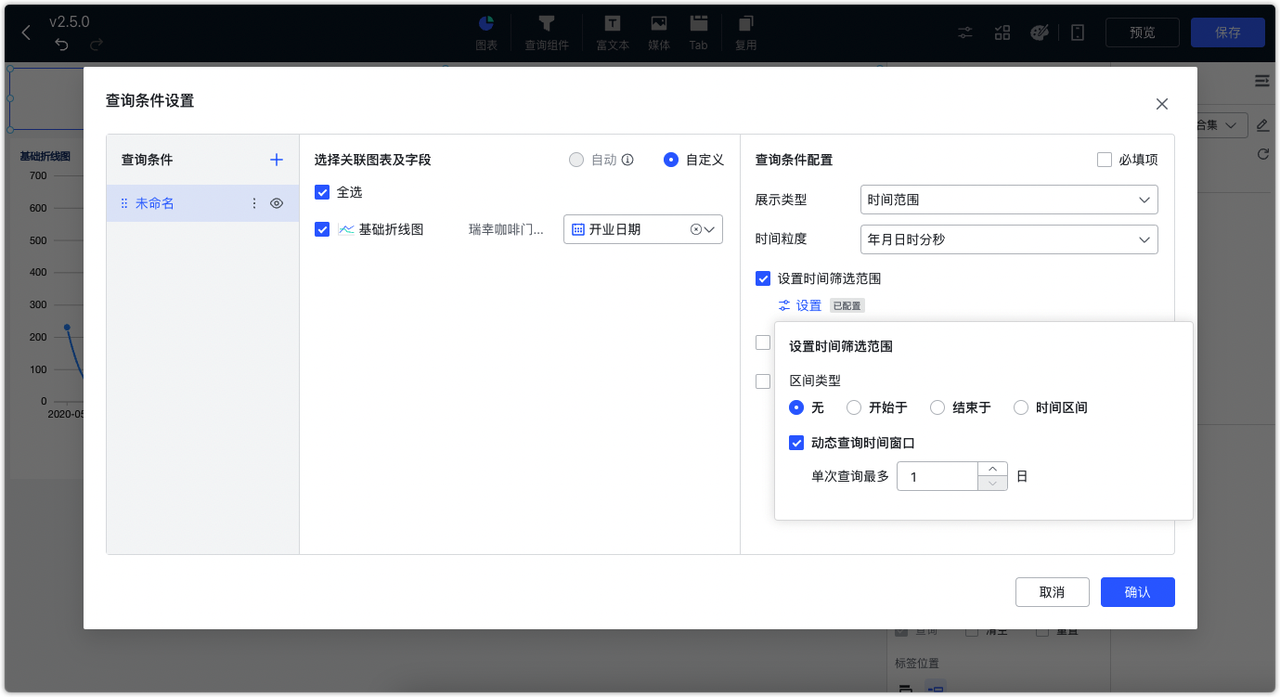 v2.5.0
图表
查询组件
富文本
媒体
Tab
复用
预览
保存
合集
基础折线图
700
600
500
400
300
200
100
0
2020-05
查询条件设置
查询条件
未命名
选择关联图表及字段
自动
自定义
全选
基础折线图
瑞幸咖啡门...
开业日期
查询条件配置
必填项
展示类型
时间范围
时间粒度
年月日时分秒
设置时间筛选范围
设置
已配置
设置时间筛选范围
区间类型
无
开始于
结束于
时间区间
动态查询时间窗口
单次查询最多
1
日
取消
确认
查询
清空
重置
标签位置